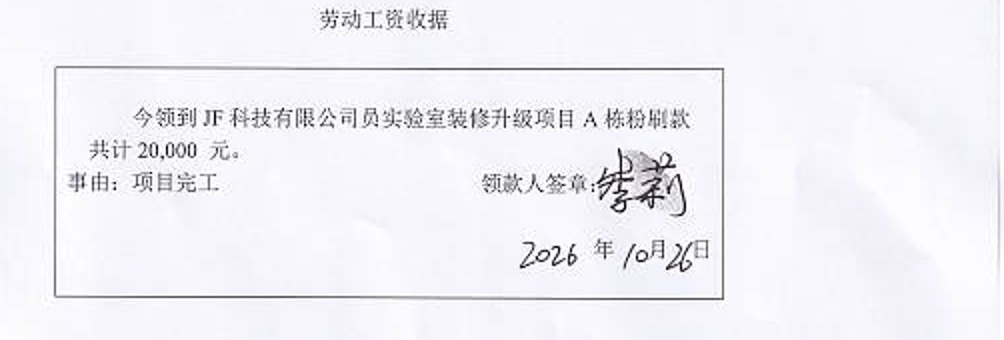 劳动工资收据
今领到 JF 科技有限公司员实验室装修升级项目 A 栋粉刷款
共计 20,000 元。
事由：项目完工 领款人签章：李莉
2026 年 10月26日